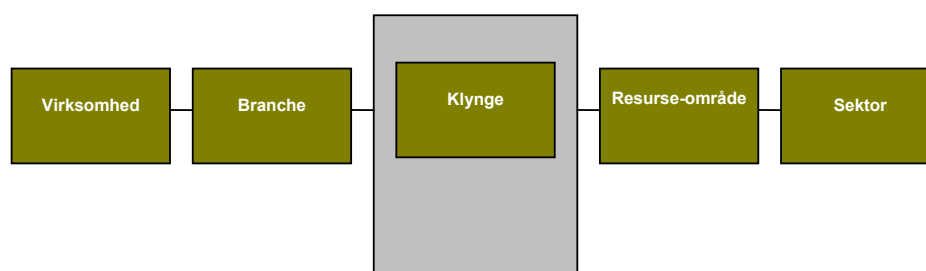 Virksomhed
Branche
Klynge
Resurse-område
Sektor